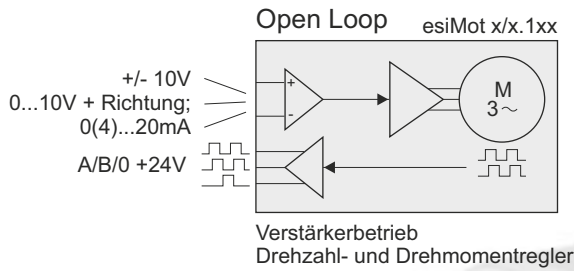 Open Loop
esiMot x/x.1xx
+/- 10V
0...10V + Richtung;
0(4)...20mA
+
-
M
3~
A/B/0 +24V
Verstärkerbetrieb
Drehzahl- und Drehmomentregler